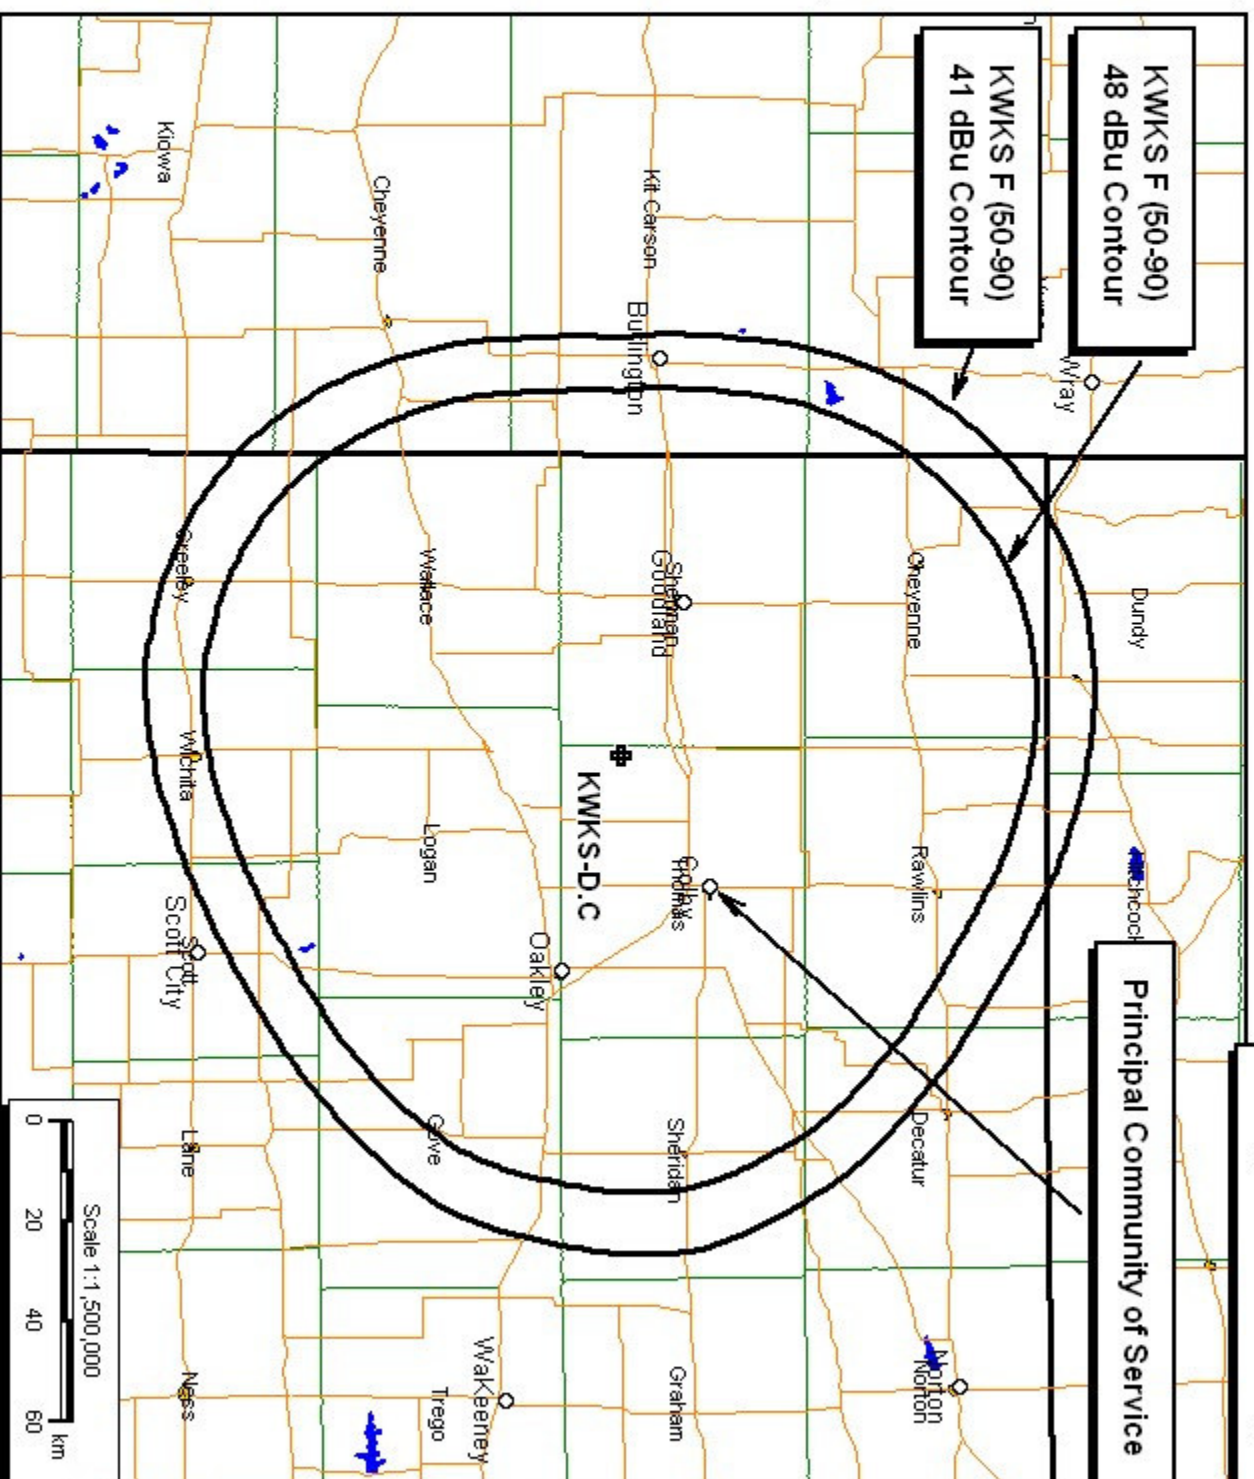 KWKS F (50-90)
48 dBu Contour
KWKS F (50-90)
41 dBu Contour
Wray
Dundy
Hitchcock
Principal Community of Service
Cheyenne
Rawlins
Decatur
Norton
Norton
Kit Carson
Burlington
Sherman
Goodland
Colby
Thomas
Sheridan
Graham
KWKS-D.C
Oakley
WaKeeney
Cheyenne
Wallace
Logan
Gove
Trego
Kiowa
Greeley
Wichita
Scott
Scott City
Lane
Ness
Scale 1:1,500,000
0 20 40 60
km